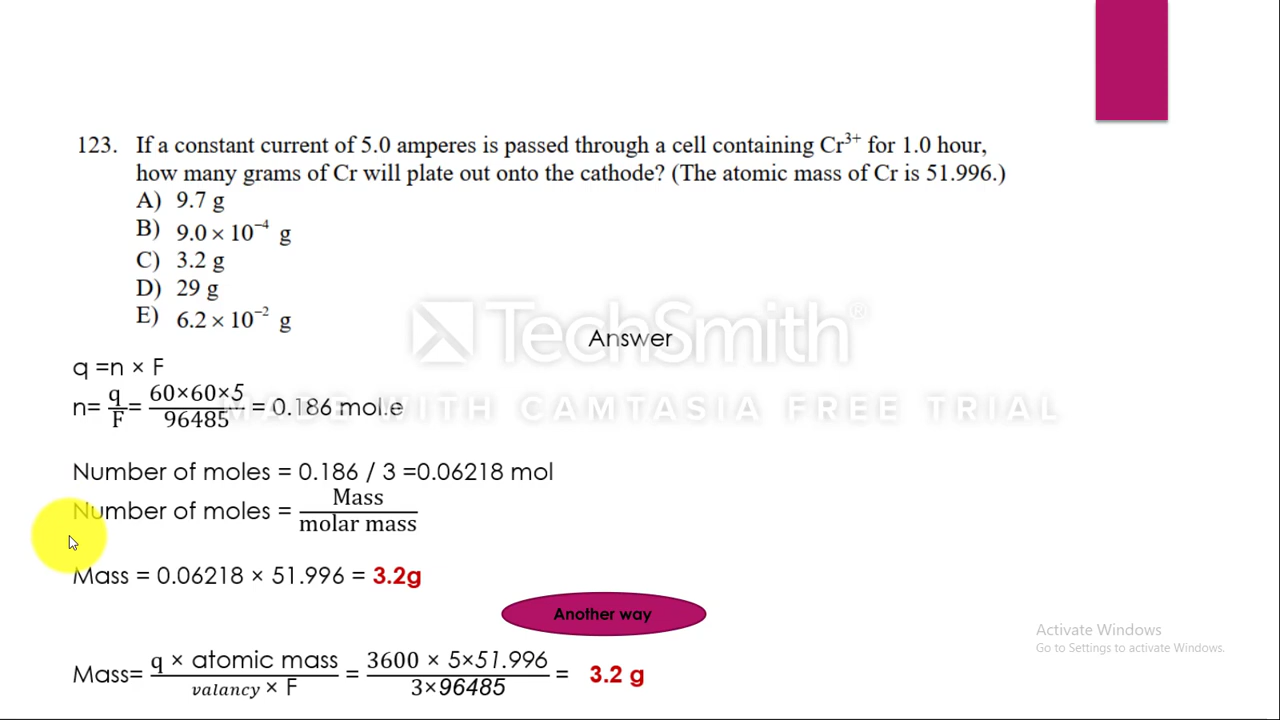 123. If a constant current of 5.0 amperes is passed through a cell containing Cr³⁺ for 1.0 hour,
how many grams of Cr will plate out onto the cathode? (The atomic mass of Cr is 51.996.)
A) 9.7 g
B) 9.0 × 10⁻⁴ g
C) 3.2 g
D) 29 g
E) 6.2 × 10⁻² g
TechSmith®
Answer
q =n × F
n= q/F = 60×60×5/96485 = 0.186 mol.e
MADE WITH CAMTASIA FREE TRIAL
Number of moles = 0.186 / 3 =0.06218 mol
Number of moles = Mass/molar mass
Mass = 0.06218 × 51.996 = 3.2g
Another way
Activate Windows
Go to Settings to activate Windows.
Mass= q × atomic mass/valancy × F = 3600 × 5×51.996/3×96485 = 3.2 g